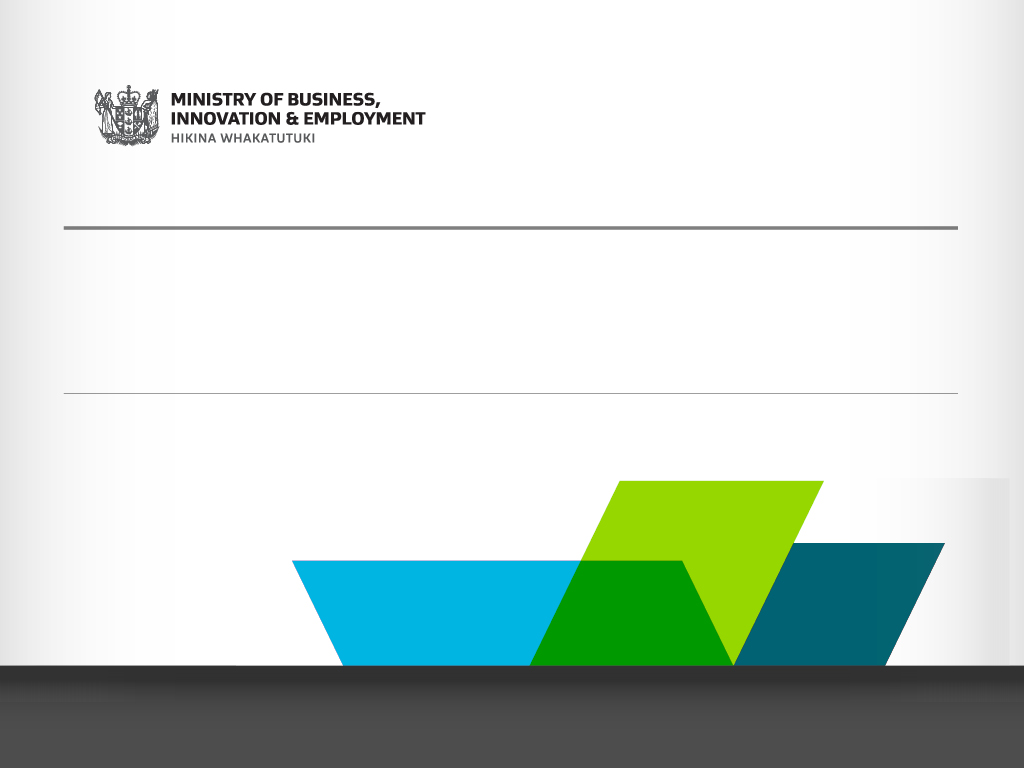 MINISTRY OF BUSINESS,
INNOVATION & EMPLOYMENT
HIKINA WHAKATUTUKI